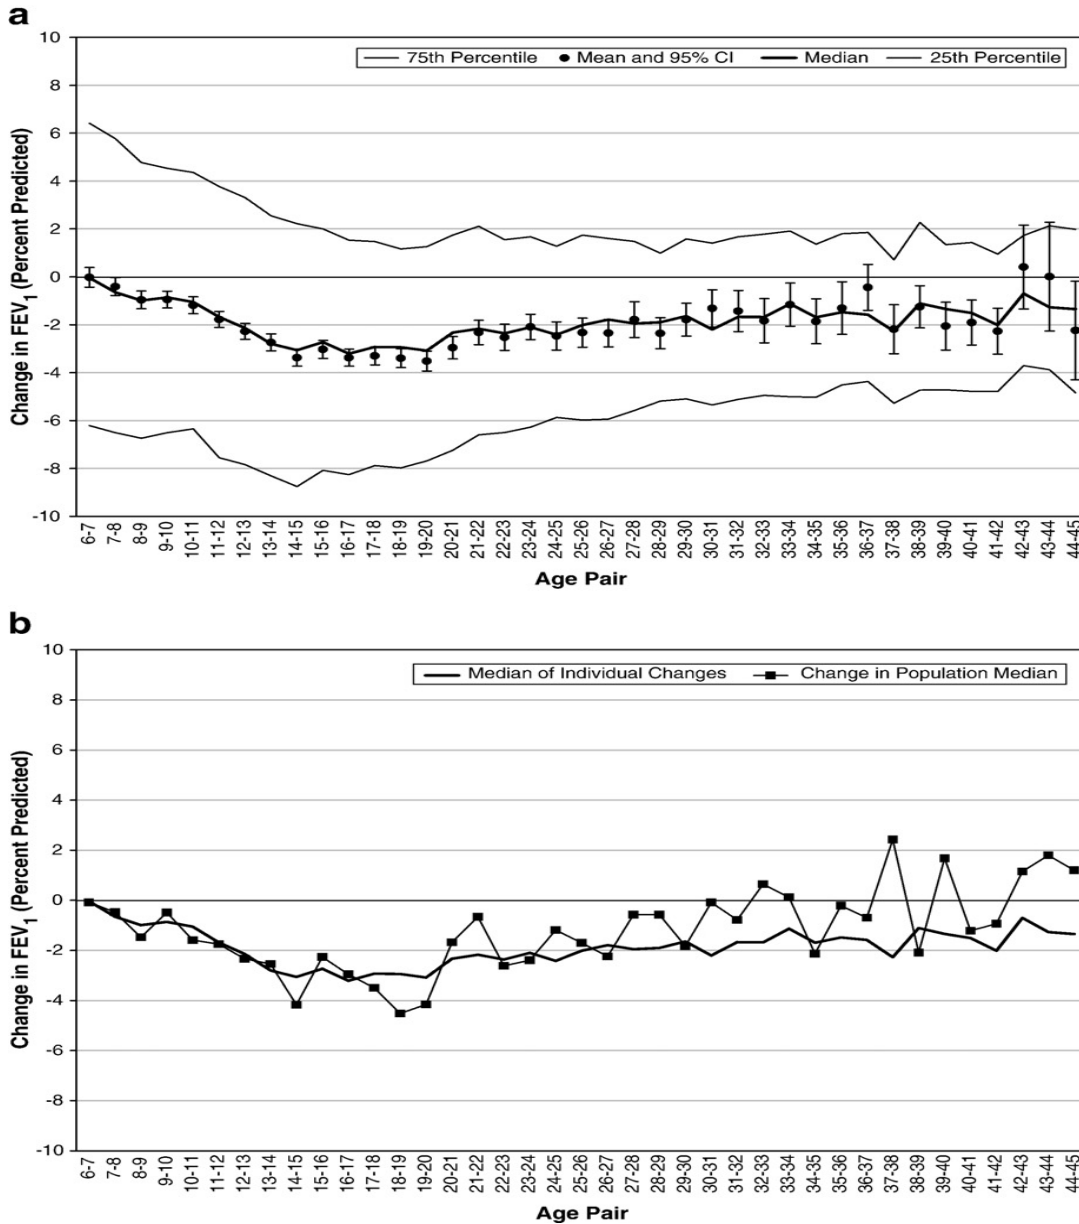 a
75th Percentile Mean and 95% CI Median 25th Percentile
Change in FEV1 (Percent Predicted)
10
8
6
4
2
0
-2
-4
-6
-8
-10
6-7 7-8 8-9 9-10 10-11 11-12 12-13 13-14 14-15 15-16 16-17 17-18 18-19 19-20 20-21 21-22 22-23 23-24 24-25 25-26 26-27 27-28 28-29 29-30 30-31 31-32 32-33 33-34 34-35 35-36 36-37 37-38 38-39 39-40 40-41 41-42 42-43 43-44 44-45
Age Pair
b
Median of Individual Changes Change in Population Median
Change in FEV1 (Percent Predicted)
10
8
6
4
2
0
-2
-4
-6
-8
-10
6-7 7-8 8-9 9-10 10-11 11-12 12-13 13-14 14-15 15-16 16-17 17-18 18-19 19-20 20-21 21-22 22-23 23-24 24-25 25-26 26-27 27-28 28-29 29-30 30-31 31-32 32-33 33-34 34-35 35-36 36-37 37-38 38-39 39-40 40-41 41-42 42-43 43-44 44-45
Age Pair